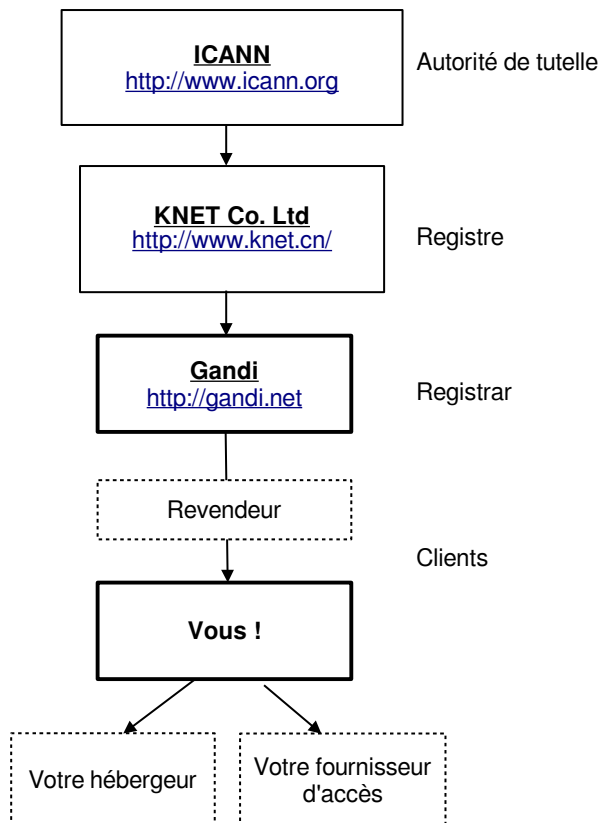 ICANN
http://www.icann.org
Autorité de tutelle
KNET Co. Ltd
http://www.knet.cn/
Registre
Gandi
http://gandi.net
Registrar
Revendeur
Clients
Vous !
Votre hébergeur
Votre fournisseur
d'accès